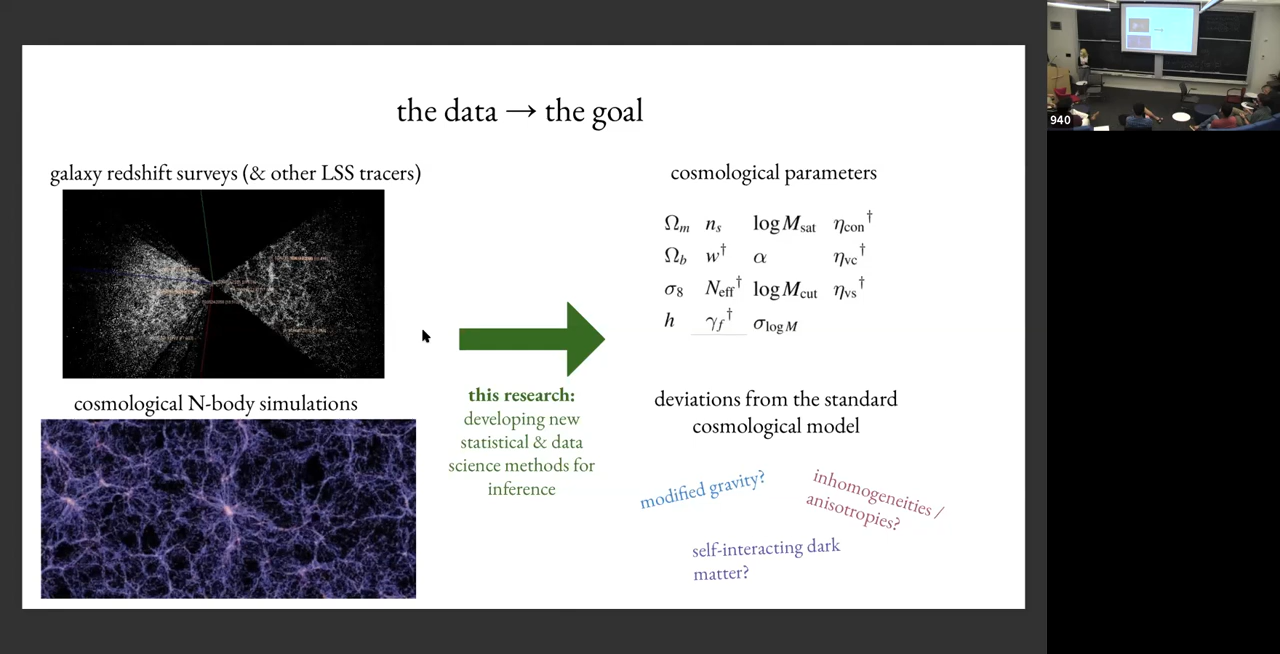 the data → the goal
galaxy redshift surveys (& other LSS tracers)
cosmological N-body simulations
this research:
developing new
statistical & data
science methods for
inference
cosmological parameters
Ωm ns log Msat ηcon†
Ωb w† α ηvc†
σ8 Neff† log Mcut ηvs†
h γf† σlog M
deviations from the standard
cosmological model
modified gravity?
inhomogeneities /
anisotropies?
self-interacting dark
matter?
940